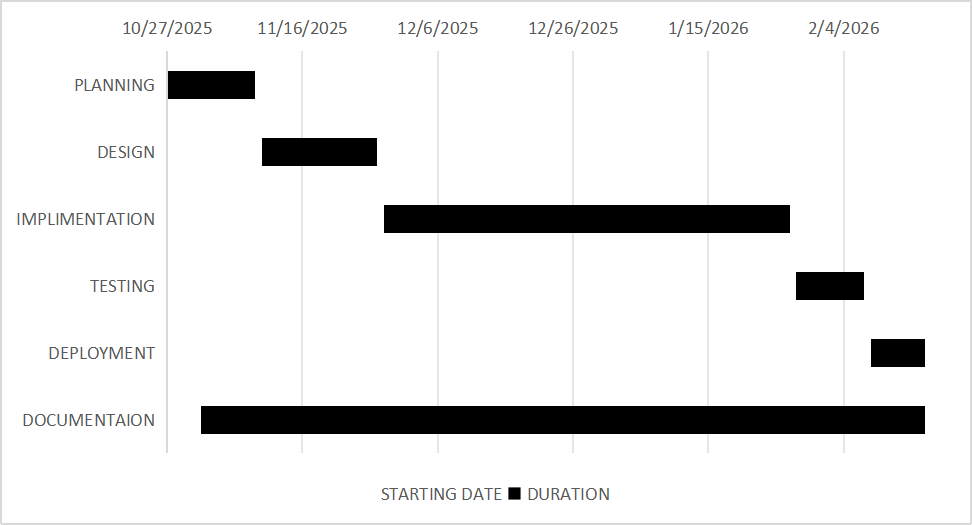 10/27/2025 11/16/2025 12/6/2025 12/26/2025 1/15/2026 2/4/2026
PLANNING
DESIGN
IMPLIMENTATION
TESTING
DEPLOYMENT
DOCUMENTAION
STARTING DATE DURATION